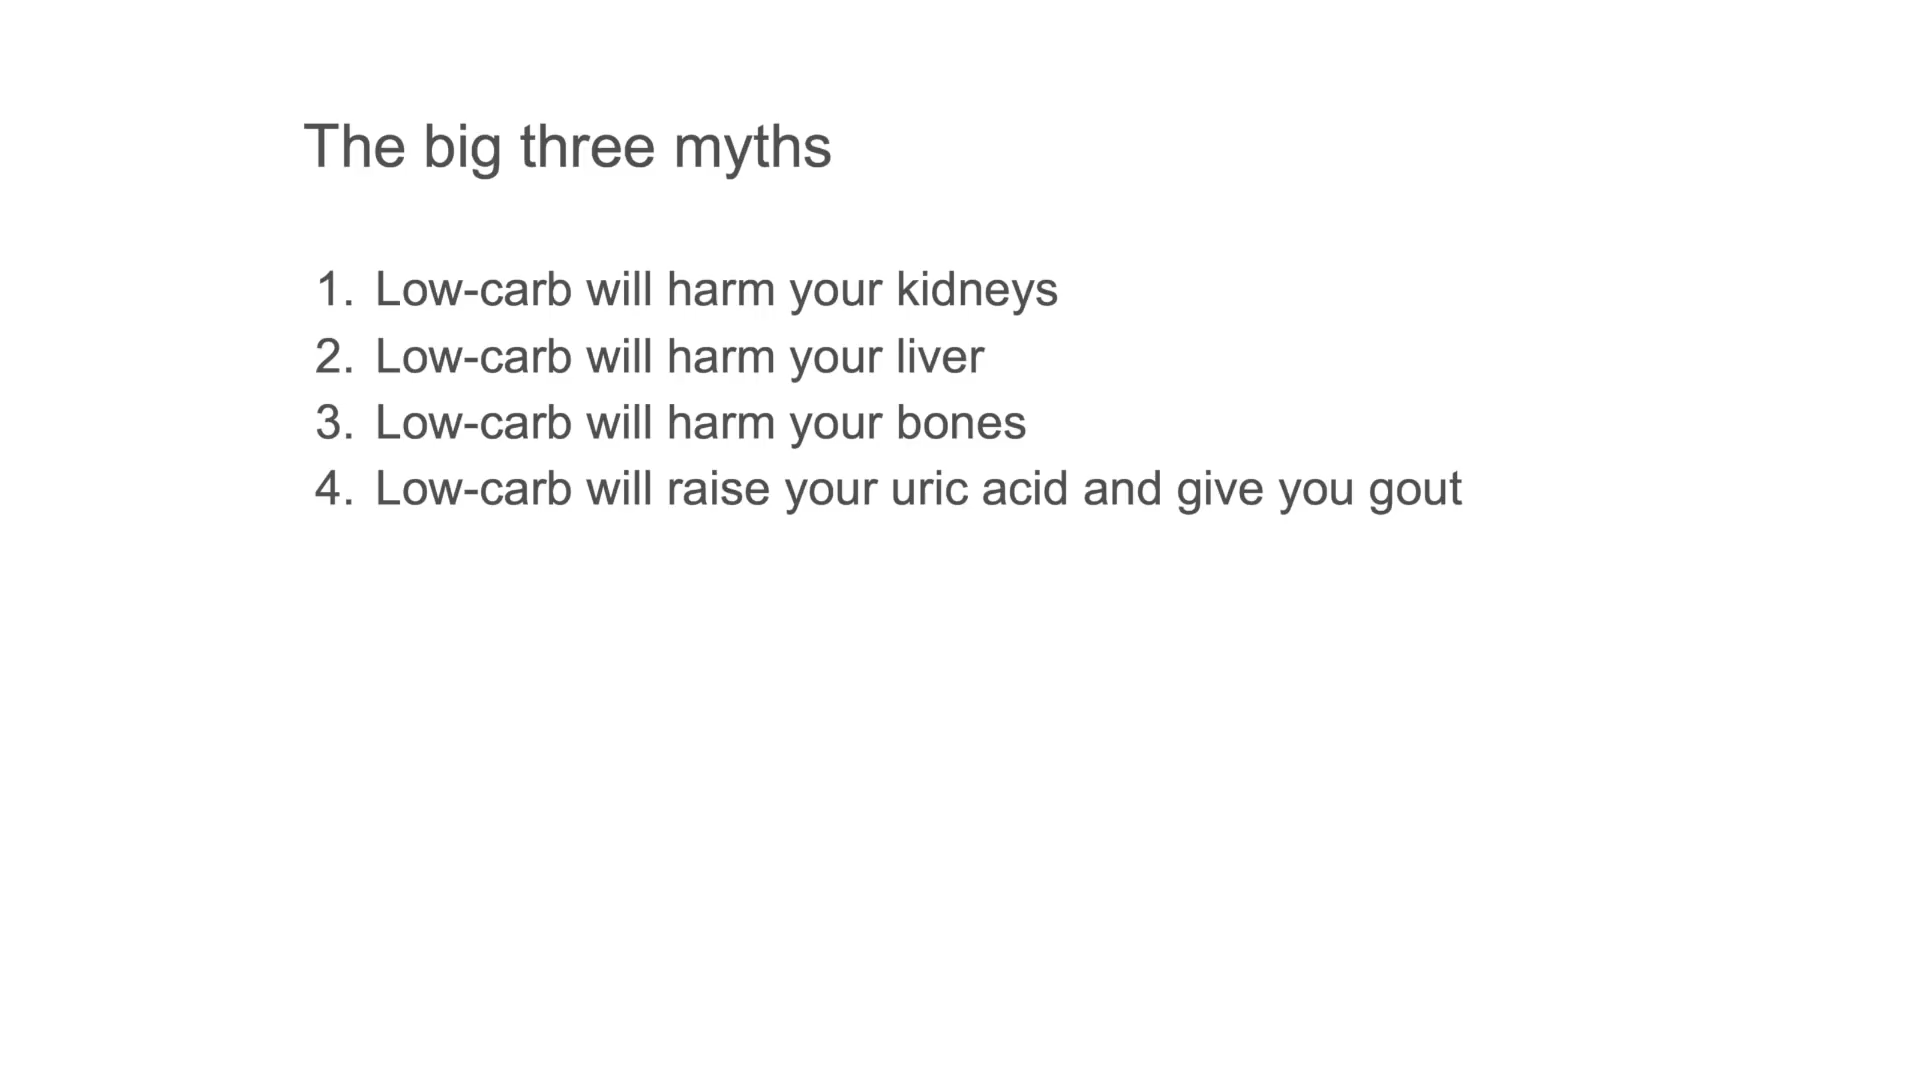 The big three myths
1. Low-carb will harm your kidneys
2. Low-carb will harm your liver
3. Low-carb will harm your bones
4. Low-carb will raise your uric acid and give you gout